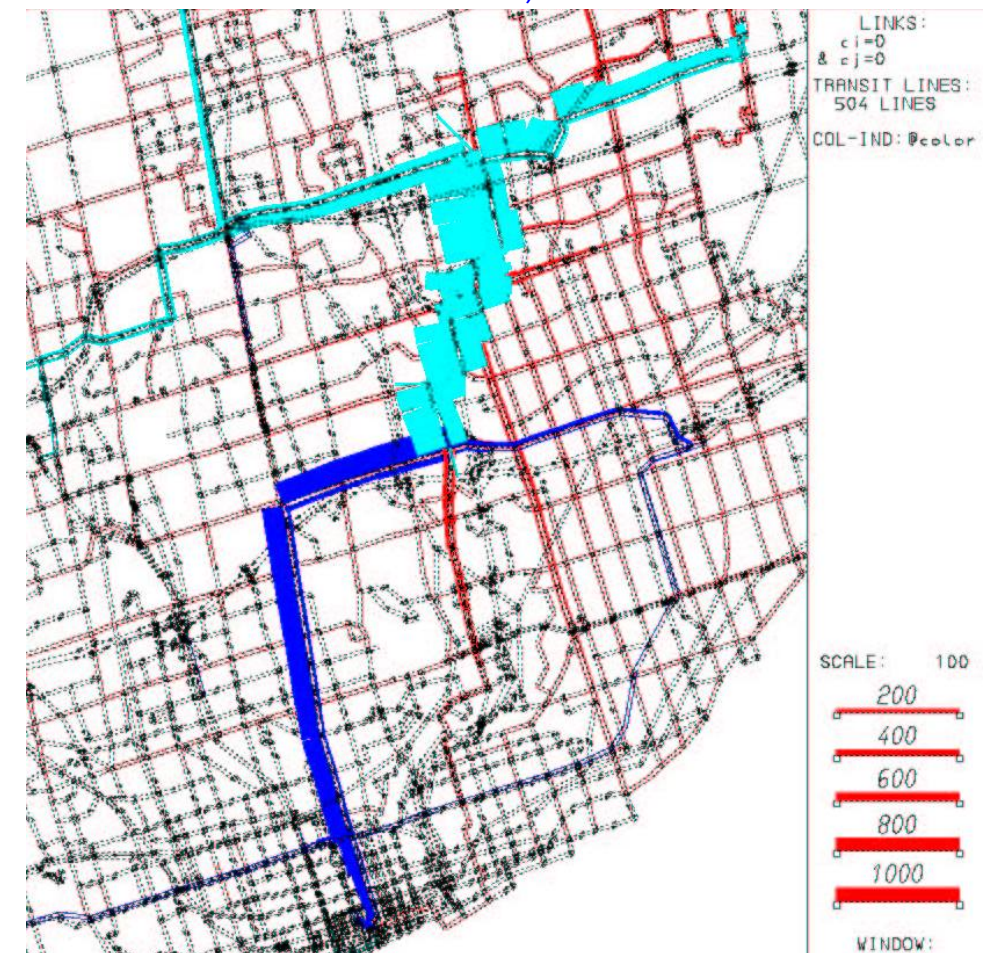 LINKS:
ci=0
& cj=0
TRANSIT LINES:
504 LINES
COL-IND: @color
SCALE: 100
200
400
600
800
1000
WINDOW: